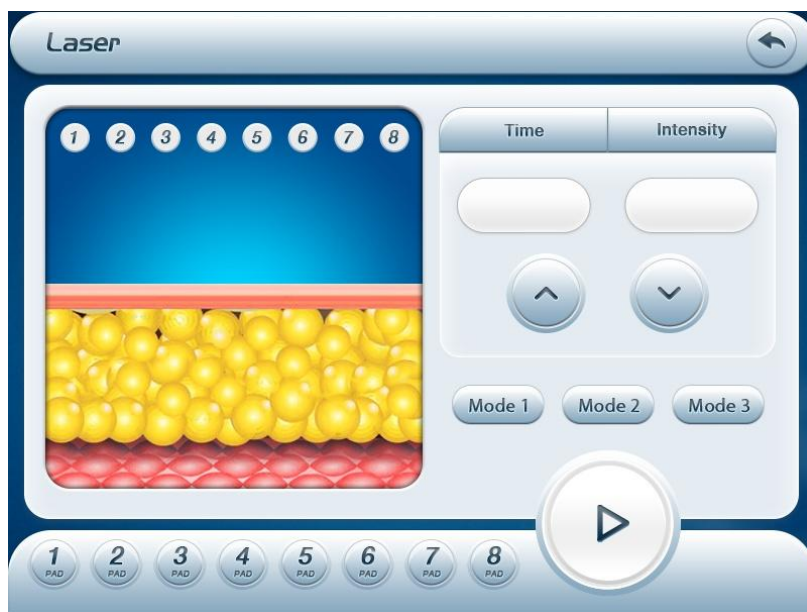 Laser
1 2 3 4 5 6 7 8
Time Intensity
Mode 1 Mode 2 Mode 3
1 2 3 4 5 6 7 8
PAD PAD PAD PAD PAD PAD PAD PAD